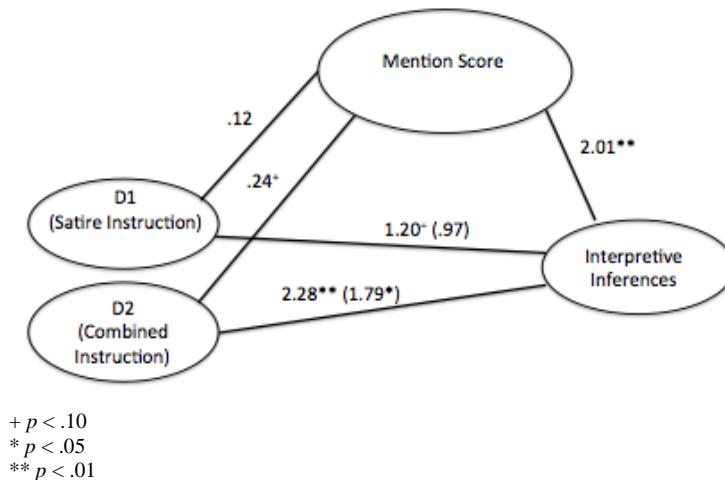 Mention Score
.12
2.01**
.24+
D1
(Satire Instruction)
1.20+ (.97)
Interpretive
Inferences
D2
(Combined
Instruction)
2.28** (1.79*)
+ p < .10
* p < .05
** p < .01